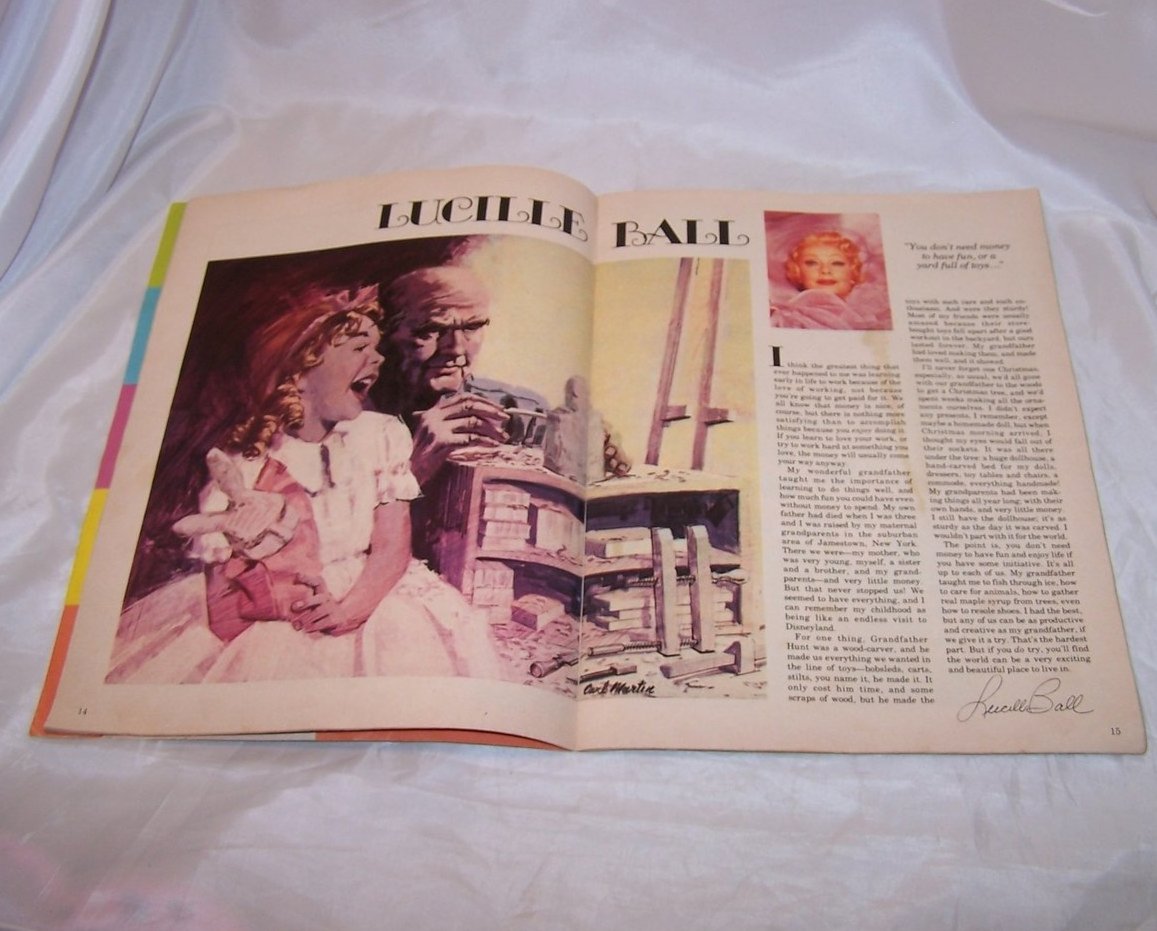 LUCILLE BALL
Carl Martin
14
I think the greatest thing that
ever happened to me was learning
early in life to work because of the
love of working, not because
you're going to get paid for it. We
all know that money is nice, of
course, but there is nothing more
satisfying than to accomplish
things because you enjoy doing it.
If you learn to love your work, or
try to work hard at something you
love, the money will usually come
your way anyway.
My wonderful grandfather
taught me the importance of
learning to do things well, and
how much fun you could have even
without money to spend. My own
father had died when I was three
and I was raised by my maternal
grandparents in the suburban
area of Jamestown, New York.
There we were—my mother, who
was very young, myself, a sister
and a brother, and my grand-
parents—and very little money.
But that never stopped us! We
seemed to have everything, and I
can remember my childhood as
being like an endless visit to
Disneyland.
For one thing, Grandfather
Hunt was a wood-carver, and he
made us everything we wanted in
the line of toys—bobsleds, carts,
stilts, you name it, he made it. It
only cost him time, and some
scraps of wood, but he made the
"You don't need money
to have fun, or a
yard full of toys..."
toys with such care and such
And were they sturdy!
Most of my friends were usually
amazed because their store-
bought toys fell apart after a good
workout in the backyard, but ours
lasted forever. My grandfather
had loved making them, and made
them well, and it showed.
I'll never forget one Christmas,
especially, as usual, we'd all gone
with our grandfather to the woods
to get a Christmas tree, and we'd
spent weeks making all the orna-
ments ourselves. I didn't expect
any presents, I remember, except
maybe a homemade doll, but when
Christmas morning arrived, I
thought my eyes would fall out of
their sockets. It was all there
under the tree: a huge dollhouse, a
hand-carved bed for my dolls,
dressers, toy tables and chairs, a
commode, everything handmade!
My grandparents had been mak-
ing things all year long, with their
own hands, and very little money.
I still have the dollhouse; it's as
sturdy as the day it was carved. I
wouldn't part with it for the world.
The point is, you don't need
money to have fun and enjoy life if
you have some initiative. It's all
up to each of us. My grandfather
taught me to fish through ice, how
to care for animals, how to gather
real maple syrup from trees, even
how to resole shoes. I had the best,
but any of us can be as productive
and creative as my grandfather, if
we give it a try. That's the hardest
part. But if you do try, you'll find
the world can be a very exciting
and beautiful place to live in.
Lucille Ball
15